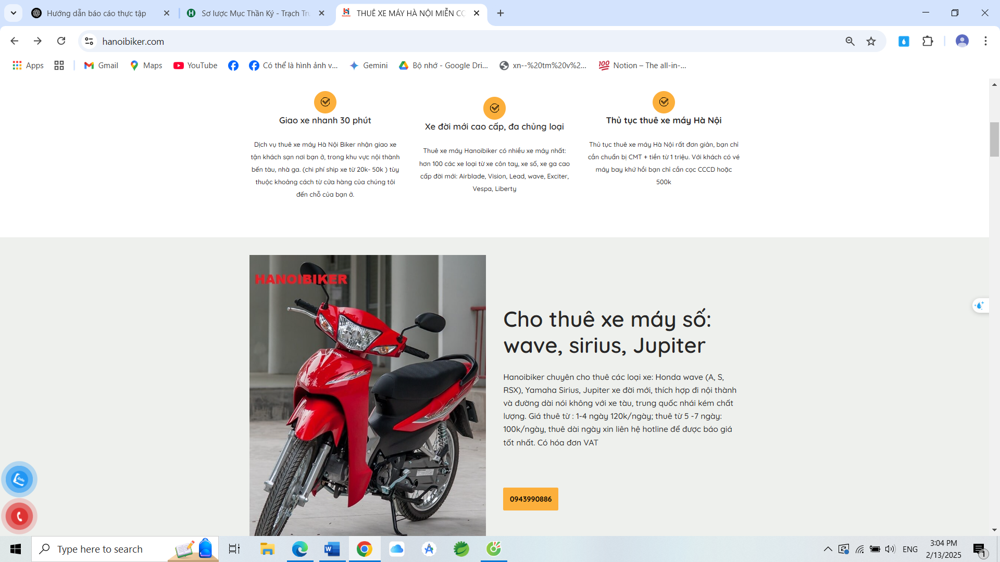 Hướng dẫn báo cáo thực tập
Sơ lược Mục Thần Ký - Trạch Tr
THUÊ XE MÁY HÀ NỘI MIỄN CỌ
hanoibiker.com
Apps
Gmail
Maps
YouTube
Có thể là hình ảnh v...
Gemini
Bộ nhớ - Google Dri...
xn--%20tm%20v%2...
Notion – The all-in-...
Giao xe nhanh 30 phút
Dịch vụ thuê xe máy Hà Nội Biker nhận giao xe
tận khách sạn nơi bạn ở, trong khu vực nội thành
bến tàu, nhà ga. (chi phí ship xe từ 20k- 50k ) tùy
thuộc khoảng cách từ cửa hàng của chúng tôi
đến chỗ của bạn ở.
Xe đời mới cao cấp, đa chủng loại
Thuê xe máy Hanoibiker có nhiều xe máy nhất:
hơn 100 các xe loại từ xe côn tay, xe số, xe ga cao
cấp đời mới: Airblade, Vision, Lead, wave, Exciter,
Vespa, Liberty
Thủ tục thuê xe máy Hà Nội
Thủ tục thuê xe máy Hà Nội rất đơn giản, bạn chỉ
cần chuẩn bị CMT + tiền từ 1 triệu. Với khách có vé
máy bay khứ hồi bạn chỉ cần cọc CCCD hoặc
500k
HANOIBIKER
HONDA
Cho thuê xe máy số:
wave, sirius, Jupiter
Hanoibiker chuyên cho thuê các loại xe: Honda wave (A, S,
RSX), Yamaha Sirius, Jupiter xe đời mới, thích hợp đi nội thành
và đường dài nói không với xe tàu, trung quốc nhái kém chất
lượng. Giá thuê từ : 1-4 ngày 120k/ngày; thuê từ 5 -7 ngày:
100k/ngày, thuê dài ngày xin liên hệ hotline để được báo giá
tốt nhất. Có hóa đơn VAT
0943990886
Zalo
Type here to search
ENG
3:04 PM
2/13/2025
1